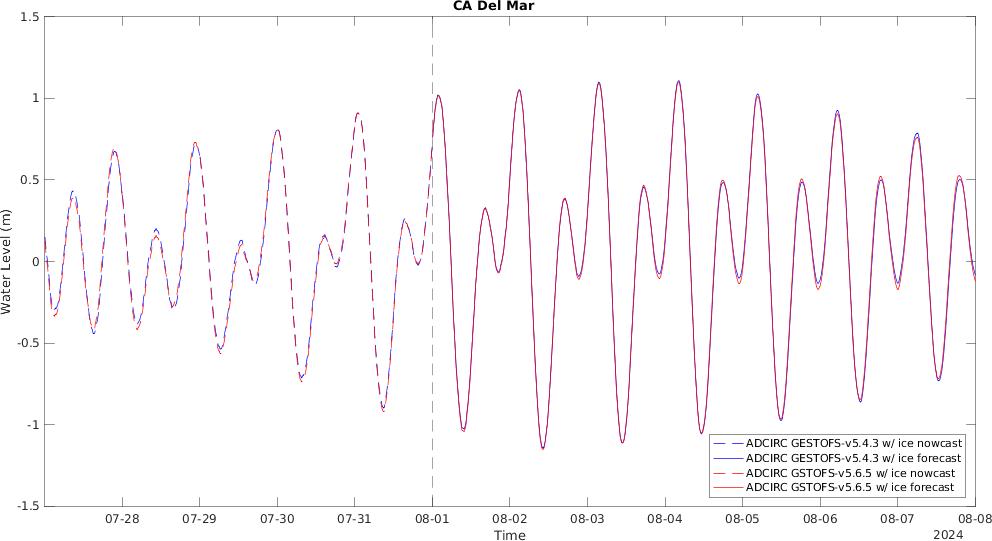 CA Del Mar
1.5
1
0.5
0
-0.5
-1
-1.5
Water Level (m)
07-28 07-29 07-30 07-31 08-01 08-02 08-03 08-04 08-05 08-06 08-07 08-08
Time
2024
ADCIRC GESTOFS-v5.4.3 w/ ice nowcast
ADCIRC GESTOFS-v5.4.3 w/ ice forecast
ADCIRC GSTOFS-v5.6.5 w/ ice nowcast
ADCIRC GSTOFS-v5.6.5 w/ ice forecast